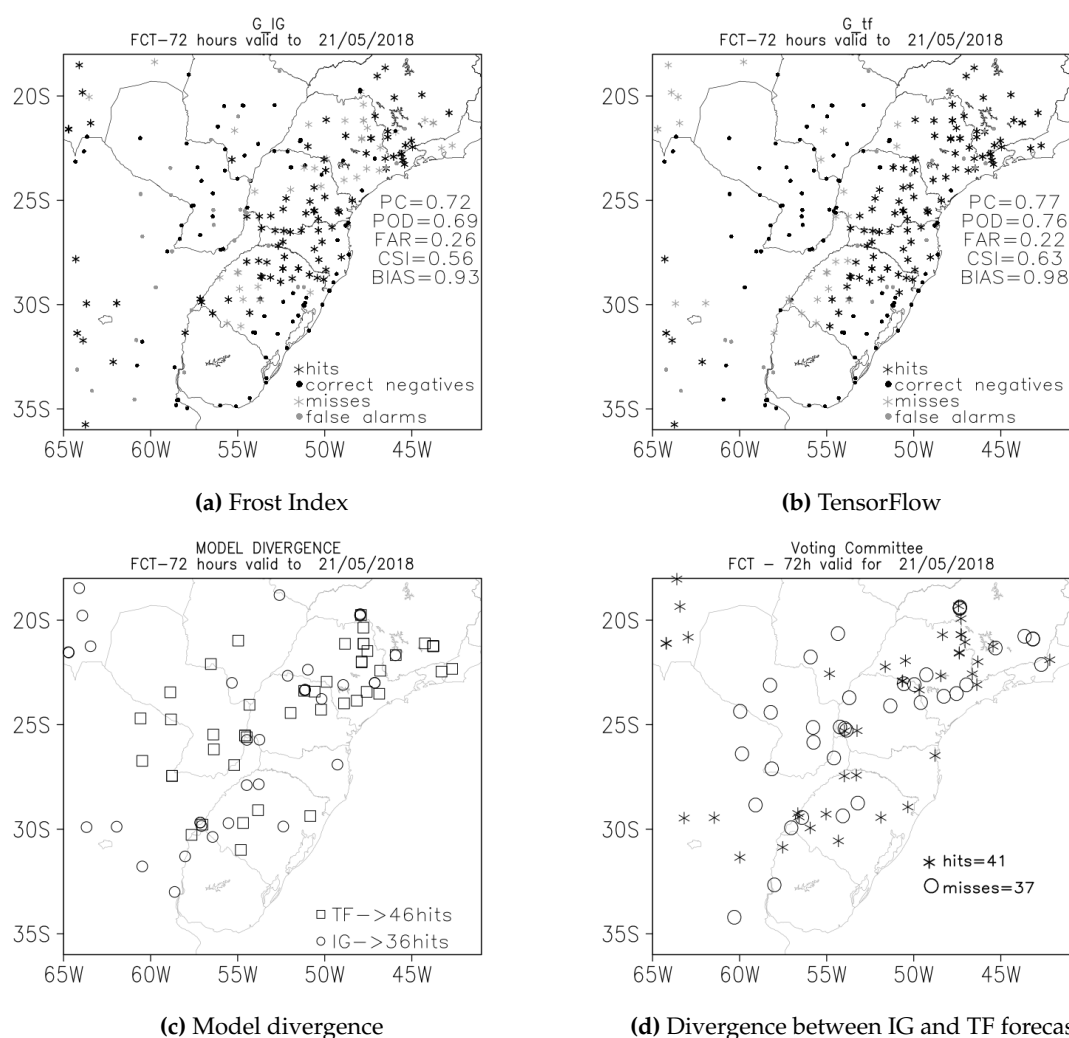 G_IG
FCT-72 hours valid to 21/05/2018
20S
25S
30S
35S
65W 60W 55W 50W 45W
PC=0.72
POD=0.69
FAR=0.26
CSI=0.56
BIAS=0.93
hits
correct negatives
misses
false alarms
(a) Frost Index
G_tf
FCT-72 hours valid to 21/05/2018
20S
25S
30S
35S
65W 60W 55W 50W 45W
PC=0.77
POD=0.76
FAR=0.22
CSI=0.63
BIAS=0.98
hits
correct negatives
misses
false alarms
(b) TensorFlow
MODEL DIVERGENCE
FCT-72 hours valid to 21/05/2018
20S
25S
30S
35S
65W 60W 55W 50W 45W
TF->46hits
IG->36hits
(c) Model divergence
Voting Committee
FCT - 72h valid for 21/05/2018
20S
25S
30S
35S
65W 60W 55W 50W 45W
hits=41
misses=37
(d) Divergence between IG and TF forecas